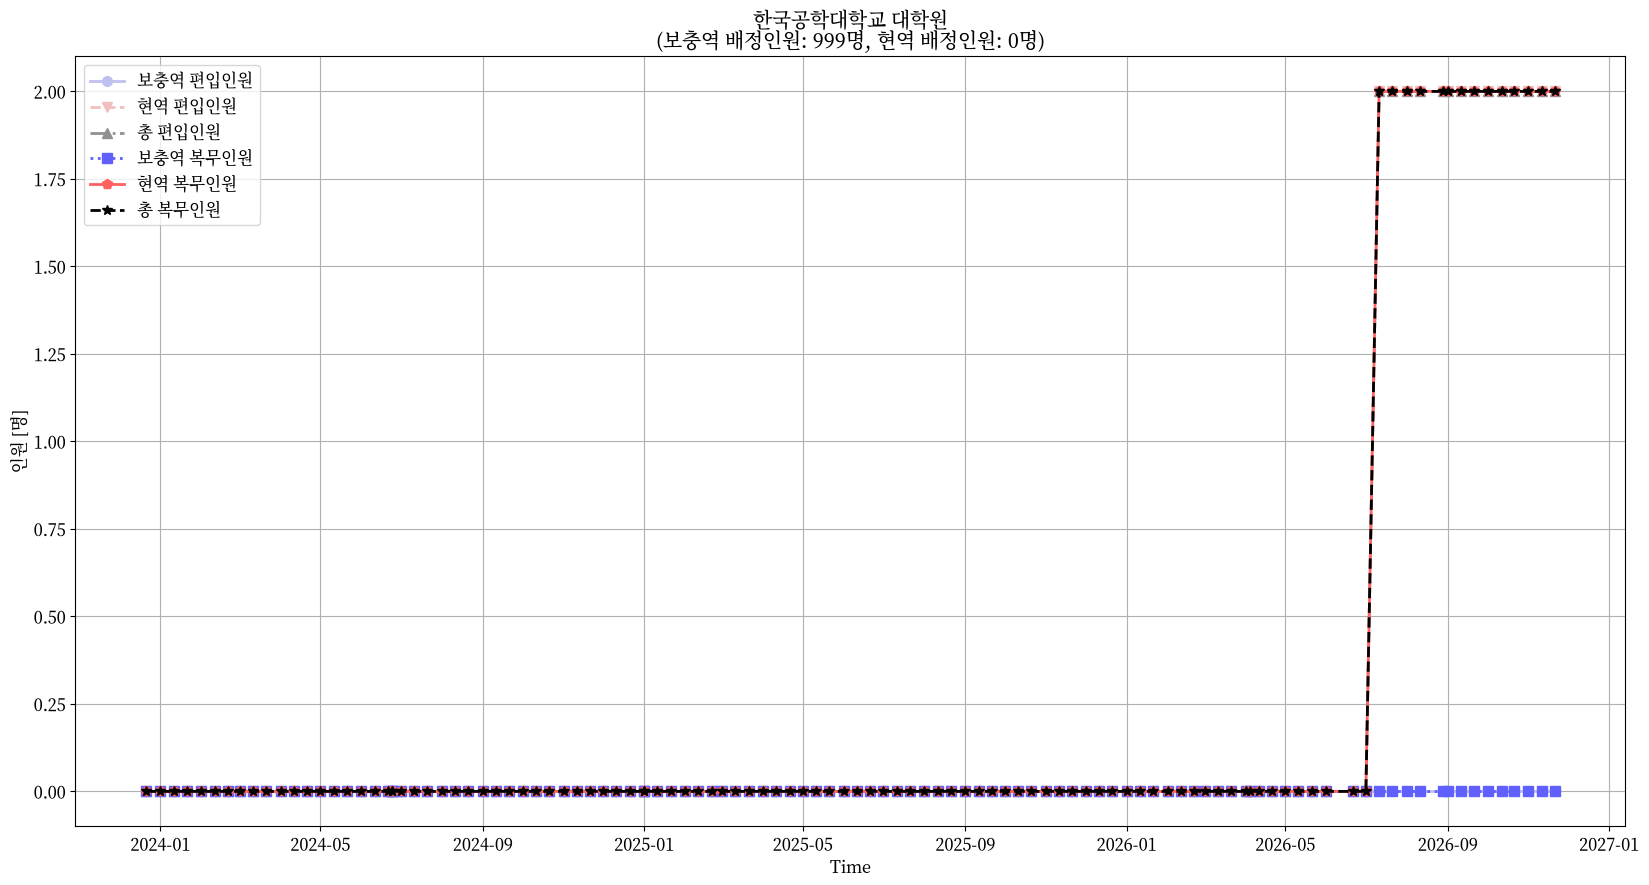 한국공학대학교 대학원
(보충역 배정인원: 999명, 현역 배정인원: 0명)
보충역 편입인원
현역 편입인원
총 편입인원
보충역 복무인원
현역 복무인원
총 복무인원
인원 [명]
2.00
1.75
1.50
1.25
1.00
0.75
0.50
0.25
0.00
2024-01 2024-05 2024-09 2025-01 2025-05 2025-09 2026-01 2026-05 2026-09 2027-01
Time